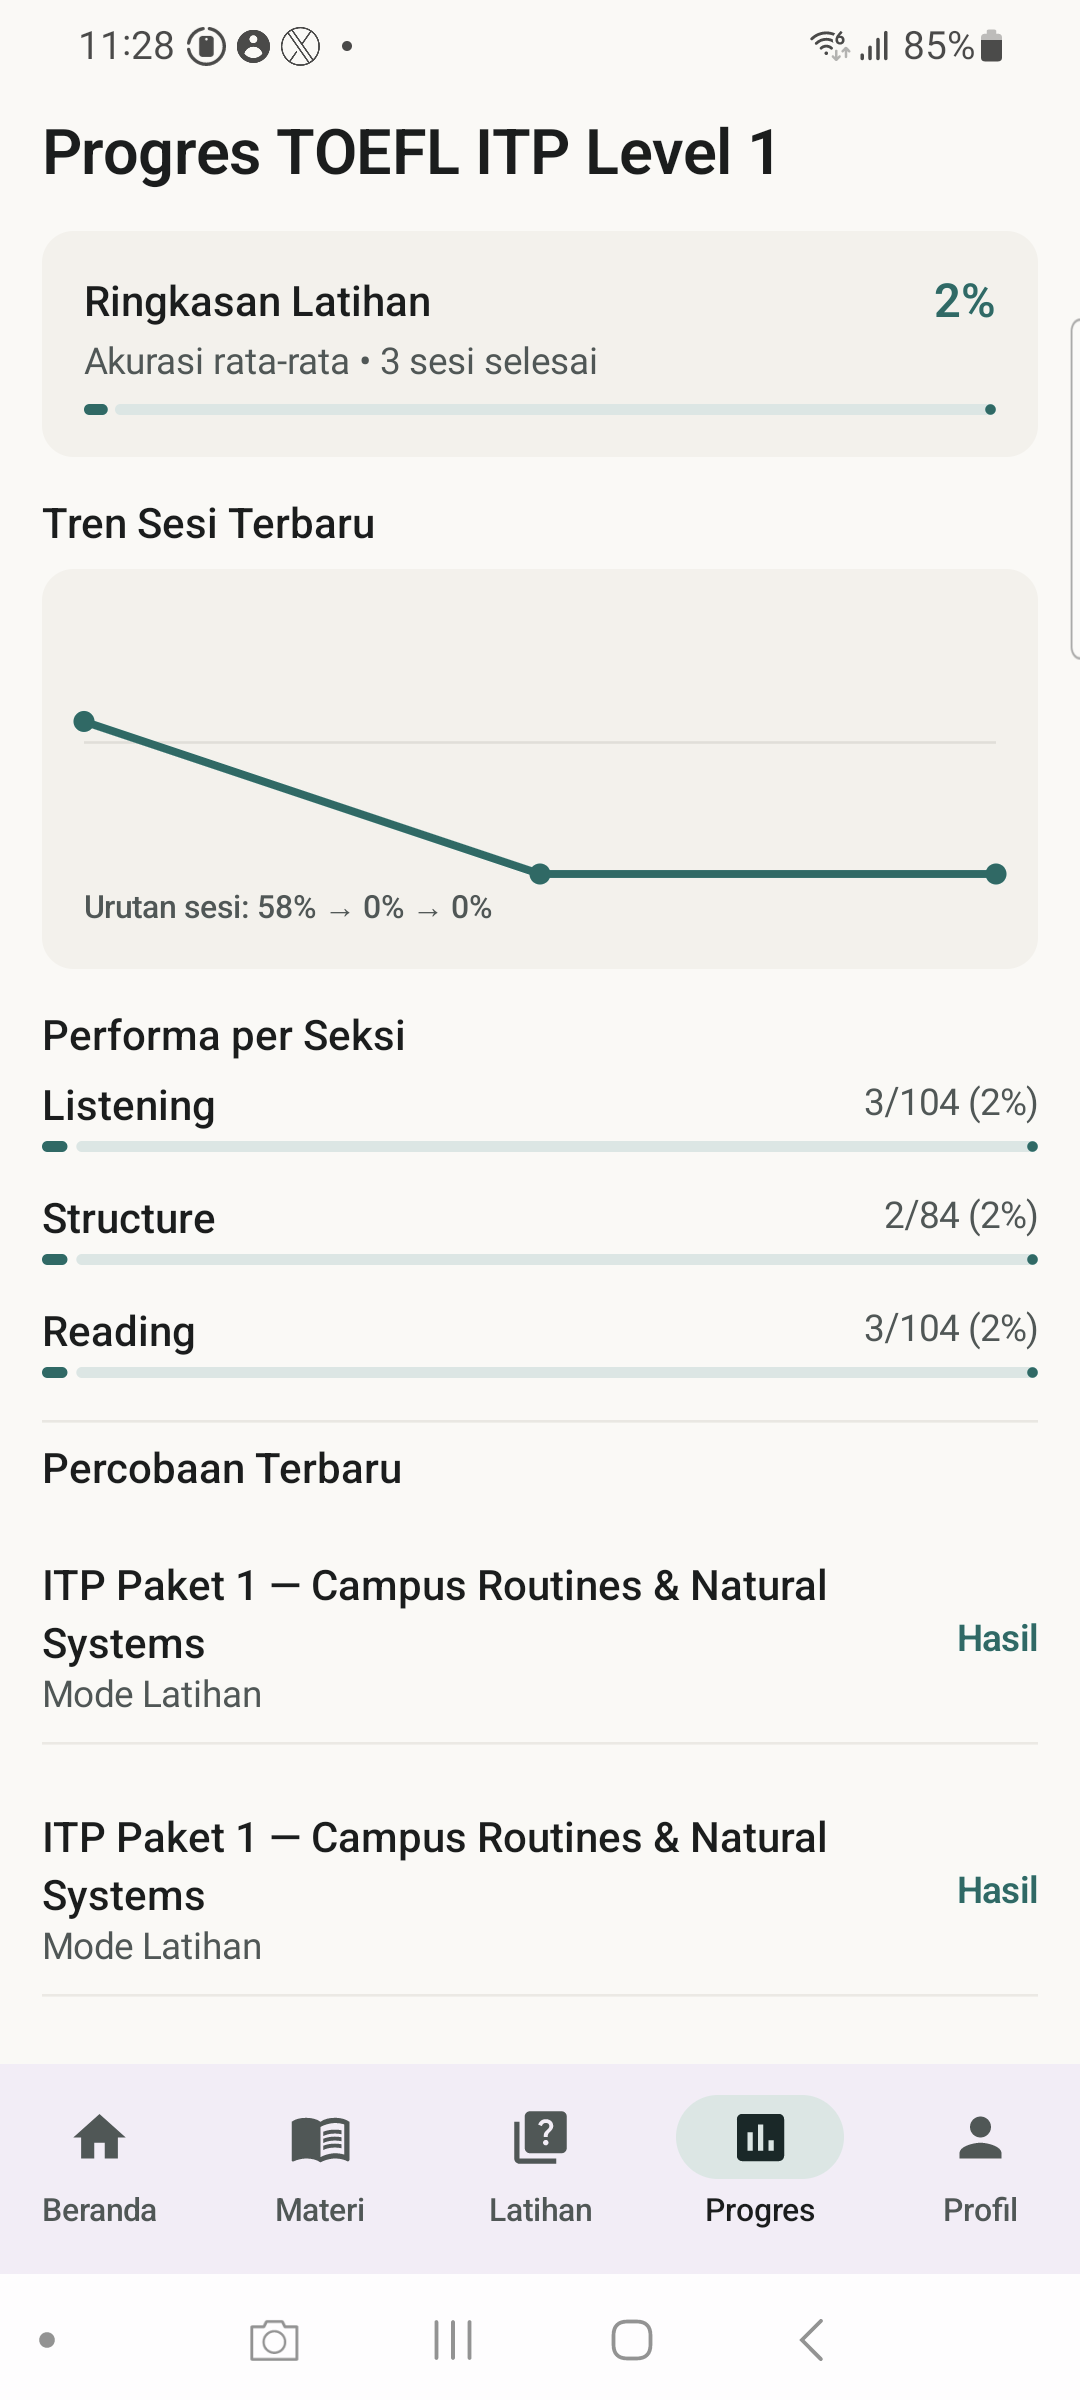 11:28
85%
Progres TOEFL ITP Level 1
Ringkasan Latihan
2%
Akurasi rata-rata • 3 sesi selesai
Tren Sesi Terbaru
Urutan sesi: 58% → 0% → 0%
Performa per Seksi
Listening
3/104 (2%)
Structure
2/84 (2%)
Reading
3/104 (2%)
Percobaan Terbaru
ITP Paket 1 — Campus Routines & Natural
Systems
Hasil
Mode Latihan
ITP Paket 1 — Campus Routines & Natural
Systems
Hasil
Mode Latihan
Beranda
Materi
Latihan
Progres
Profil